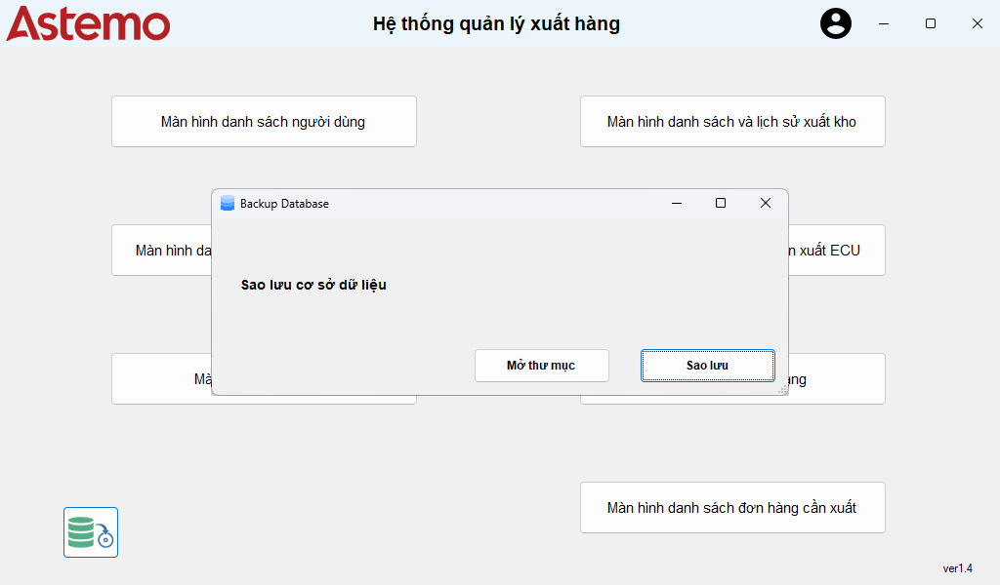 Astemo
Hệ thống quản lý xuất hàng
Màn hình danh sách người dùng
Màn hình danh sách và lịch sử xuất kho
Backup Database
Màn hình da
n xuất ECU
Sao lưu cơ sở dữ liệu
Mở thư mục
Sao lưu
Mà
ng
Màn hình danh sách đơn hàng cần xuất
ver1.4